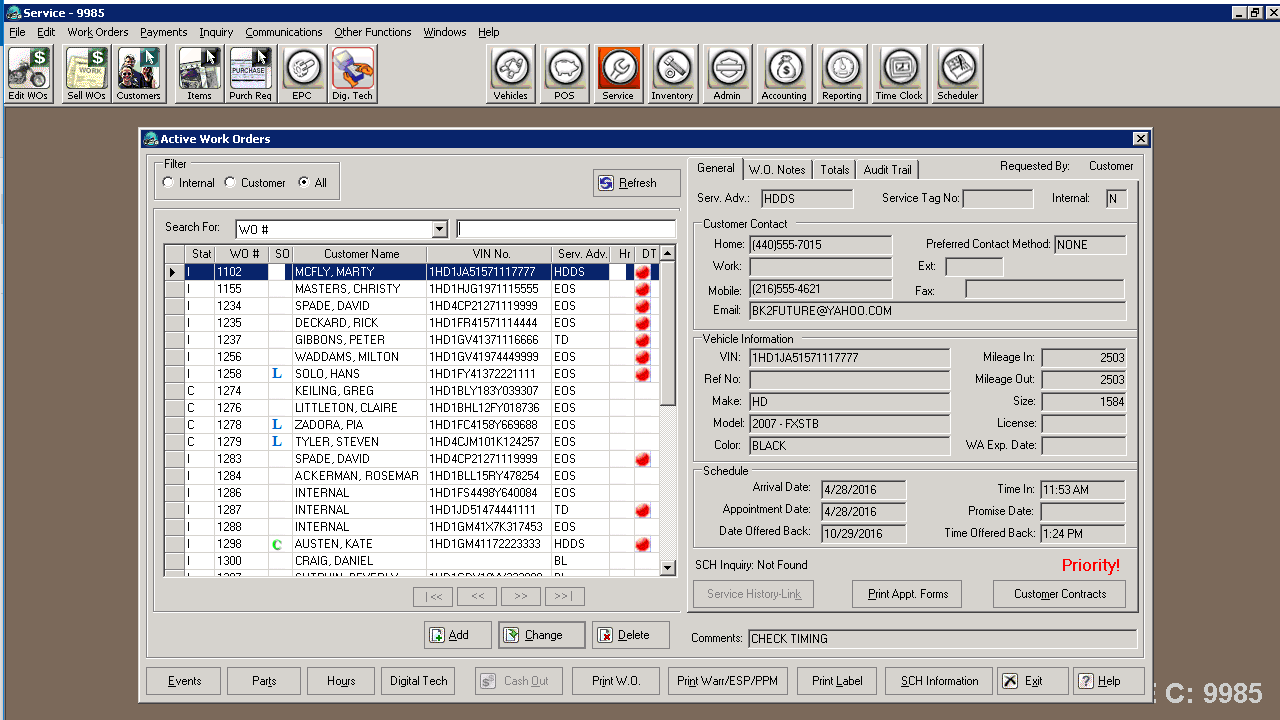 Service - 9985
File Edit Work Orders Payments Inquiry Communications Other Functions Windows Help
Edit WOs Sell WOs Customers Items Purch Req EPC Dig. Tech Vehicles POS Service Inventory Admin Accounting Reporting Time Clock Scheduler
Active Work Orders
Filter
Internal Customer All
Refresh
Search For: WO #
Stat WO # SO Customer Name VIN No. Serv. Adv. Hr DT
I 1102 MCFLY, MARTY 1HD1JA51571117777 HDDS
I 1155 MASTERS, CHRISTY 1HD1HJG1971115555 EOS
I 1234 SPADE, DAVID 1HD4CP21271119999 EOS
I 1235 DECKARD, RICK 1HD1FR41571114444 EOS
I 1237 GIBBONS, PETER 1HD1GV41371116666 TD
I 1256 WADDAMS, MILTON 1HD1GV41974449999 EOS
I 1258 L SOLO, HANS 1HD1FY41372221111 EOS
C 1274 KEILING, GREG 1HD1BLY183Y039307 EOS
C 1276 LITTLETON, CLAIRE 1HD1BHL12FY018736 EOS
C 1278 L ZADORA, PIA 1HD1FC4158Y669688 EOS
C 1279 L TYLER, STEVEN 1HD4CJM101K124257 EOS
I 1283 SPADE, DAVID 1HD4CP21271119999 EOS
I 1284 ACKERMAN, ROSEMAR 1HD1BLL15RY478254 EOS
I 1286 INTERNAL 1HD1FS4498Y640084 EOS
I 1287 INTERNAL 1HD1JD51474441111 TD
I 1288 INTERNAL 1HD1GM41X7K317453 EOS
I 1298 C AUSTEN, KATE 1HD1GM41172223333 HDDS
I 1300 CRAIG, DANIEL BL
|<< << >> >>|
Add Change Delete
General W.O. Notes Totals Audit Trail Requested By: Customer
Serv. Adv.: HDDS Service Tag No: Internal: N
Customer Contact
Home: (440)555-7015 Preferred Contact Method: NONE
Work: Ext:
Mobile: (216)555-4621 Fax:
Email: BK2FUTURE@YAHOO.COM
Vehicle Information
VIN: 1HD1JA51571117777 Mileage In: 2503
Ref No: Mileage Out: 2503
Make: HD Size: 1584
Model: 2007 - FXSTB License:
Color: BLACK WA Exp. Date:
Schedule
Arrival Date: 4/28/2016 Time In: 11:53 AM
Appointment Date: 4/28/2016 Promise Date:
Date Offered Back: 10/29/2016 Time Offered Back: 1:24 PM
SCH Inquiry: Not Found Priority!
Service History-Link Print Appt. Forms Customer Contracts
Comments: CHECK TIMING
Events Parts Hours Digital Tech Cash Out Print W.O. Print Warr/ESP/PPM Print Label SCH Information Exit Help
C: 9985